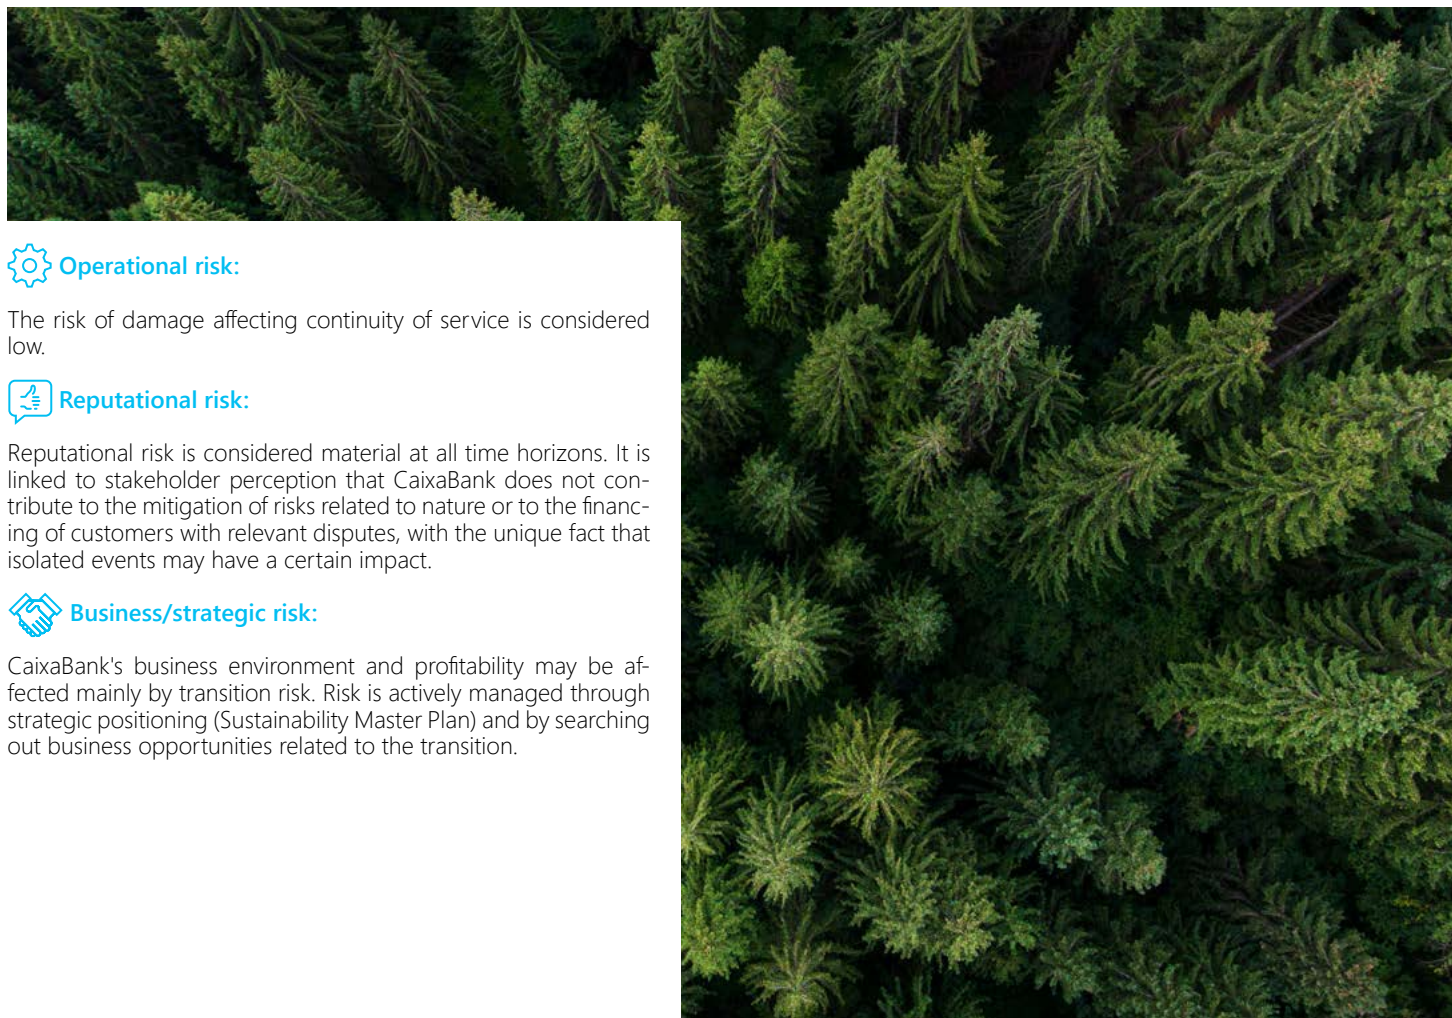 Operational risk:
The risk of damage affecting continuity of service is considered
low.
Reputational risk:
Reputational risk is considered material at all time horizons. It is
linked to stakeholder perception that CaixaBank does not con-
tribute to the mitigation of risks related to nature or to the financ-
ing of customers with relevant disputes, with the unique fact that
isolated events may have a certain impact.
Business/strategic risk:
CaixaBank's business environment and profitability may be af-
fected mainly by transition risk. Risk is actively managed through
strategic positioning (Sustainability Master Plan) and by searching
out business opportunities related to the transition.